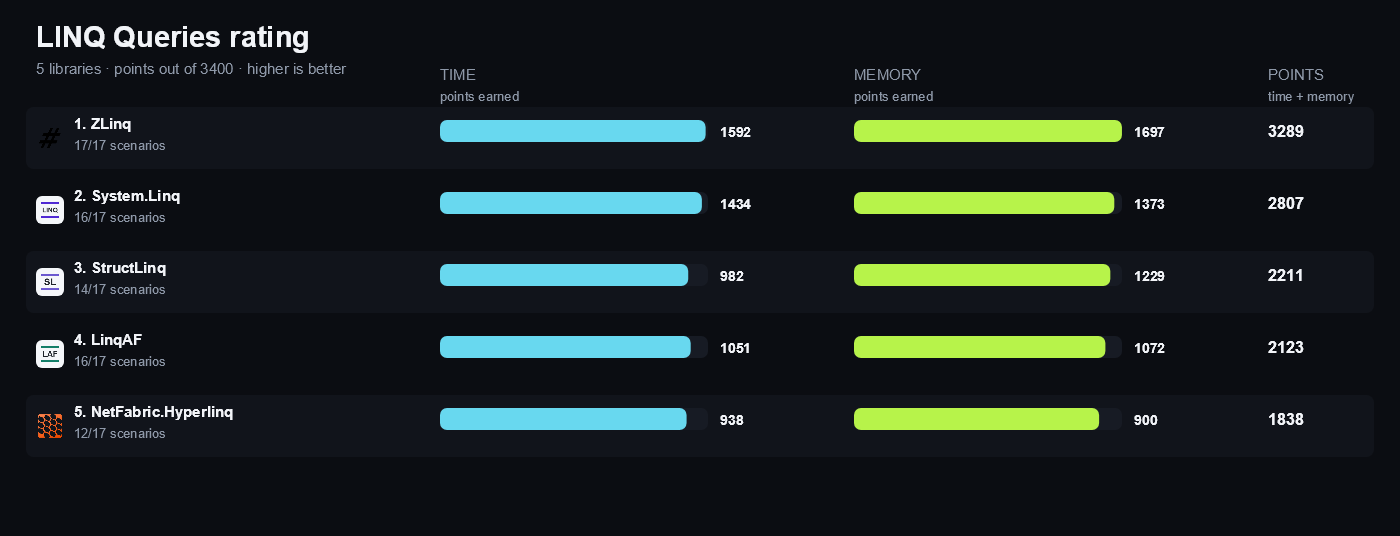 LINQ Queries rating
5 libraries · points out of 3400 · higher is better
TIME
points earned
MEMORY
points earned
POINTS
time + memory
#
1. ZLinq
17/17 scenarios
1592
1697
3289
LINQ
2. System.Linq
16/17 scenarios
1434
1373
2807
SL
3. StructLinq
14/17 scenarios
982
1229
2211
LAF
4. LinqAF
16/17 scenarios
1051
1072
2123
5. NetFabric.Hyperlinq
12/17 scenarios
938
900
1838